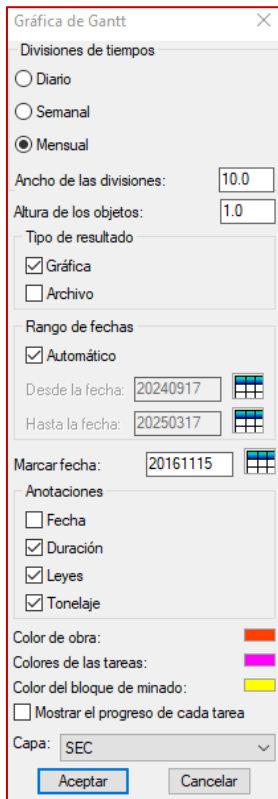 Gráfica de Gantt
Divisiones de tiempos
Diario
Semanal
Mensual
Ancho de las divisiones: 10.0
Altura de los objetos: 1.0
Tipo de resultado
Gráfica
Archivo
Rango de fechas
Automático
Desde la fecha: 20240917
Hasta la fecha: 20250317
Marcar fecha: 20161115
Anotaciones
Fecha
Duración
Leyes
Tonelaje
Color de obra:
Colores de las tareas:
Color del bloque de minado:
Mostrar el progreso de cada tarea
Capa: SEC
Aceptar Cancelar